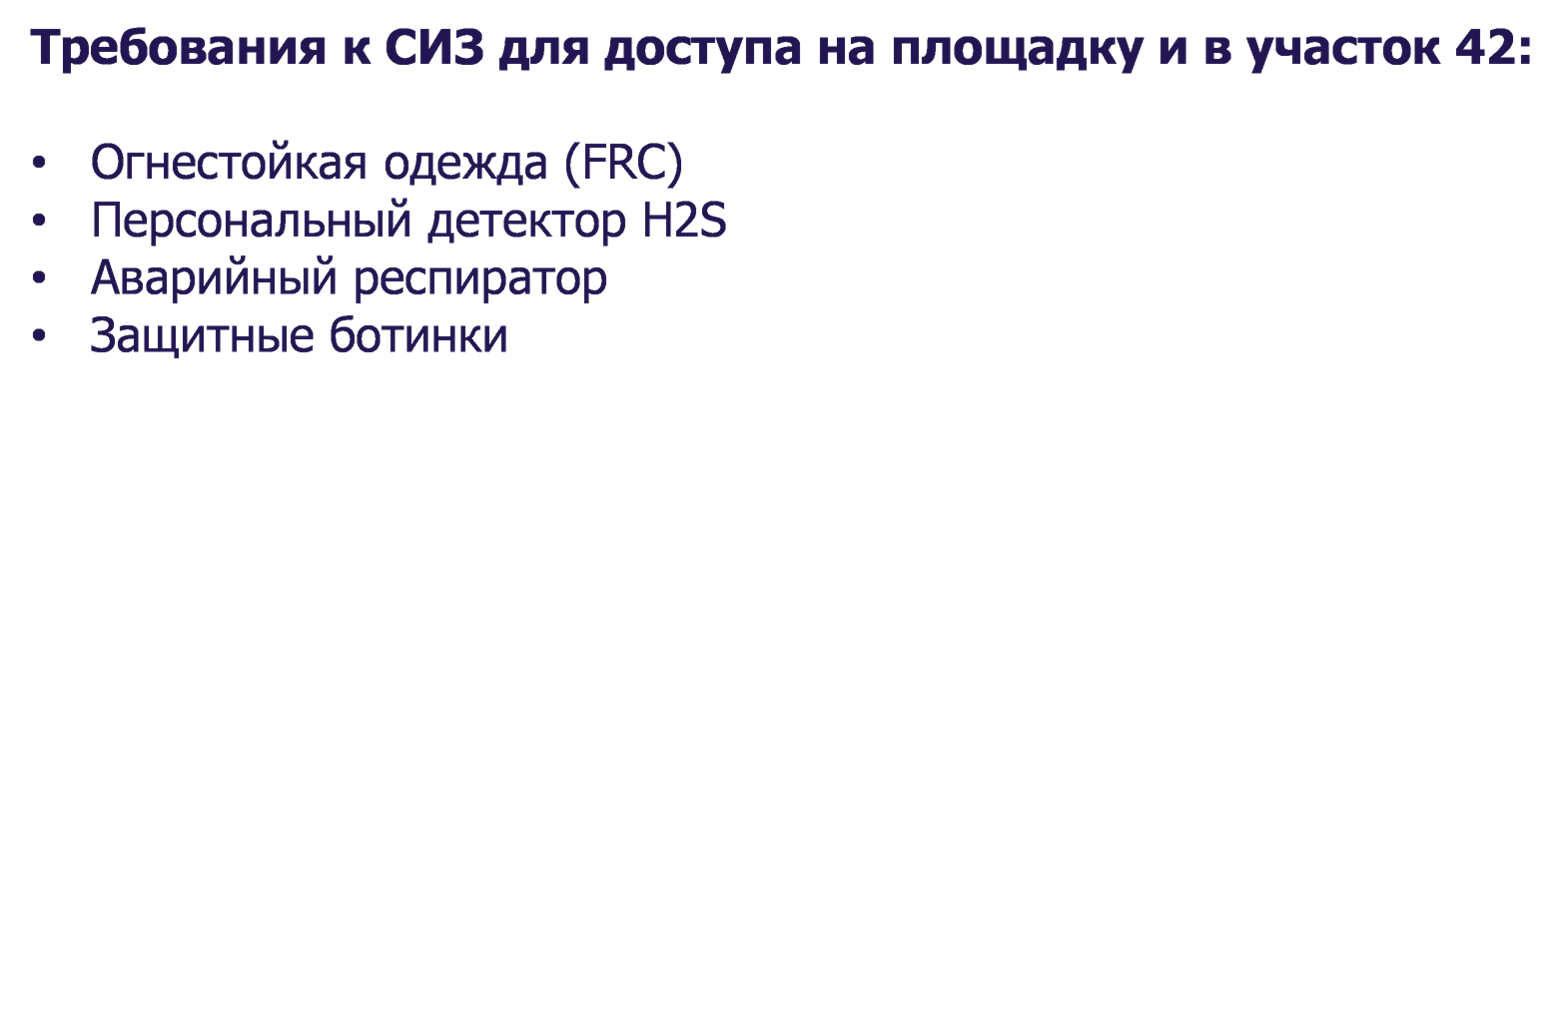 Требования к СИЗ для доступа на площадку и в участок 42:
• Огнестойкая одежда (FRC)
• Персональный детектор H2S
• Аварийный респиратор
• Защитные ботинки